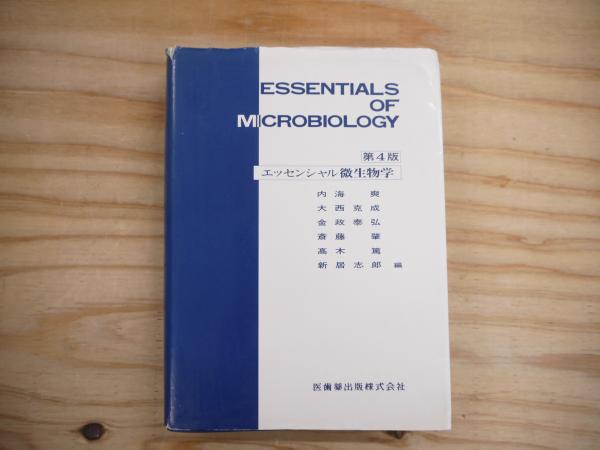 ESSENTIALS
OF
MICROBIOLOGY
第4版
エッセンシャル微生物学
内海 爽
大西克成
金政泰弘
斎藤 肇
高木 篤
新居志郎 編
医歯薬出版株式会社